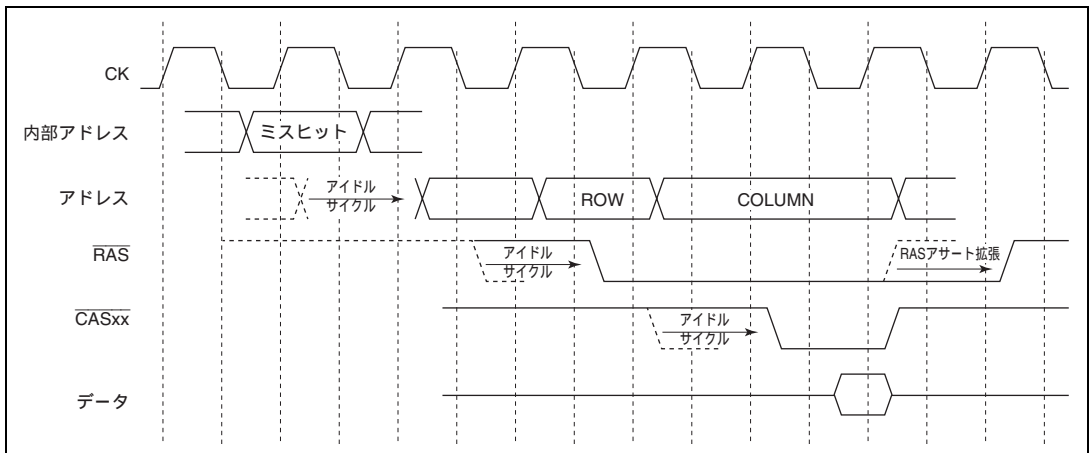 CK
内部アドレス
ミスヒット
アドレス
アイドル
サイクル
ROW
COLUMN
RAS
アイドル
サイクル
RASアサート拡張
CASxx
アイドル
サイクル
データ